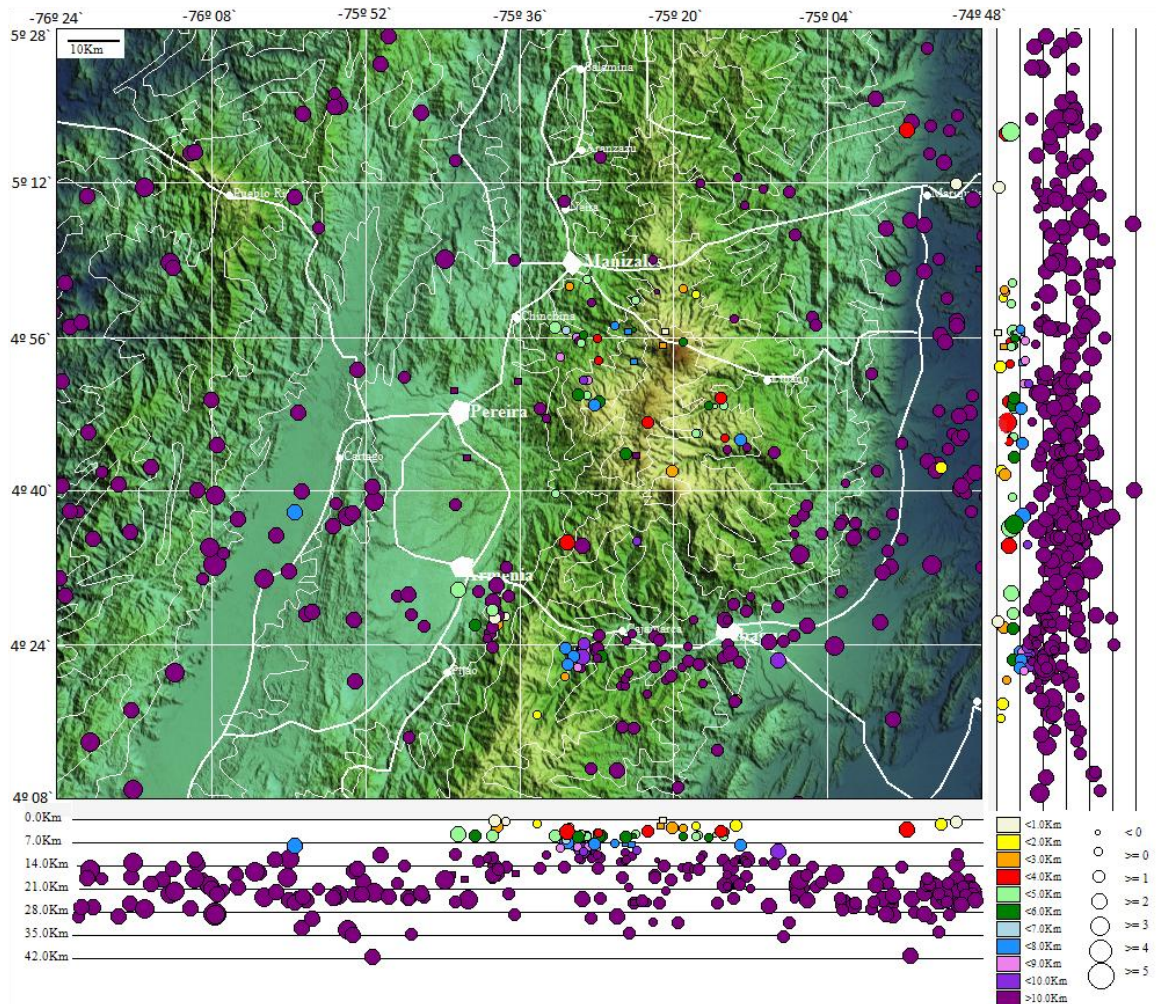 -76º 24` -76º 08` -75º 52` -75º 36` -75º 20` -75º 04` -74º 48`
5º 28`
10Km
Salamina
Aranzazu
5º 12`
Neira
Manizales
Chinchina
4º 56`
Pereira
Cartago
4º 40`
Armenia
Cajamarca
4º 24`
Pijao
4º 08`
0.0Km
7.0Km
14.0Km
21.0Km
28.0Km
35.0Km
42.0Km
<1.0Km
<2.0Km
<3.0Km
<4.0Km
<5.0Km
<6.0Km
<7.0Km
<8.0Km
<9.0Km
<10.0Km
>10.0Km
< 0
>= 0
>= 1
>= 2
>= 3
>= 4
>= 5